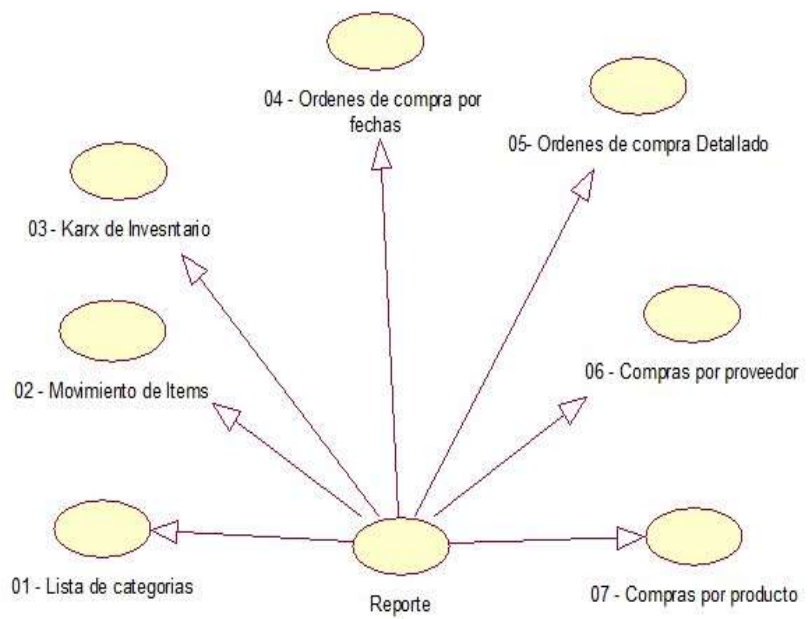 04 - Ordenes de compra por
fechas
05- Ordenes de compra Detallado
03 - Karx de Invesntario
06 - Compras por proveedor
02 - Movimiento de Items
01 - Lista de categorias
Reporte
07 - Compras por producto